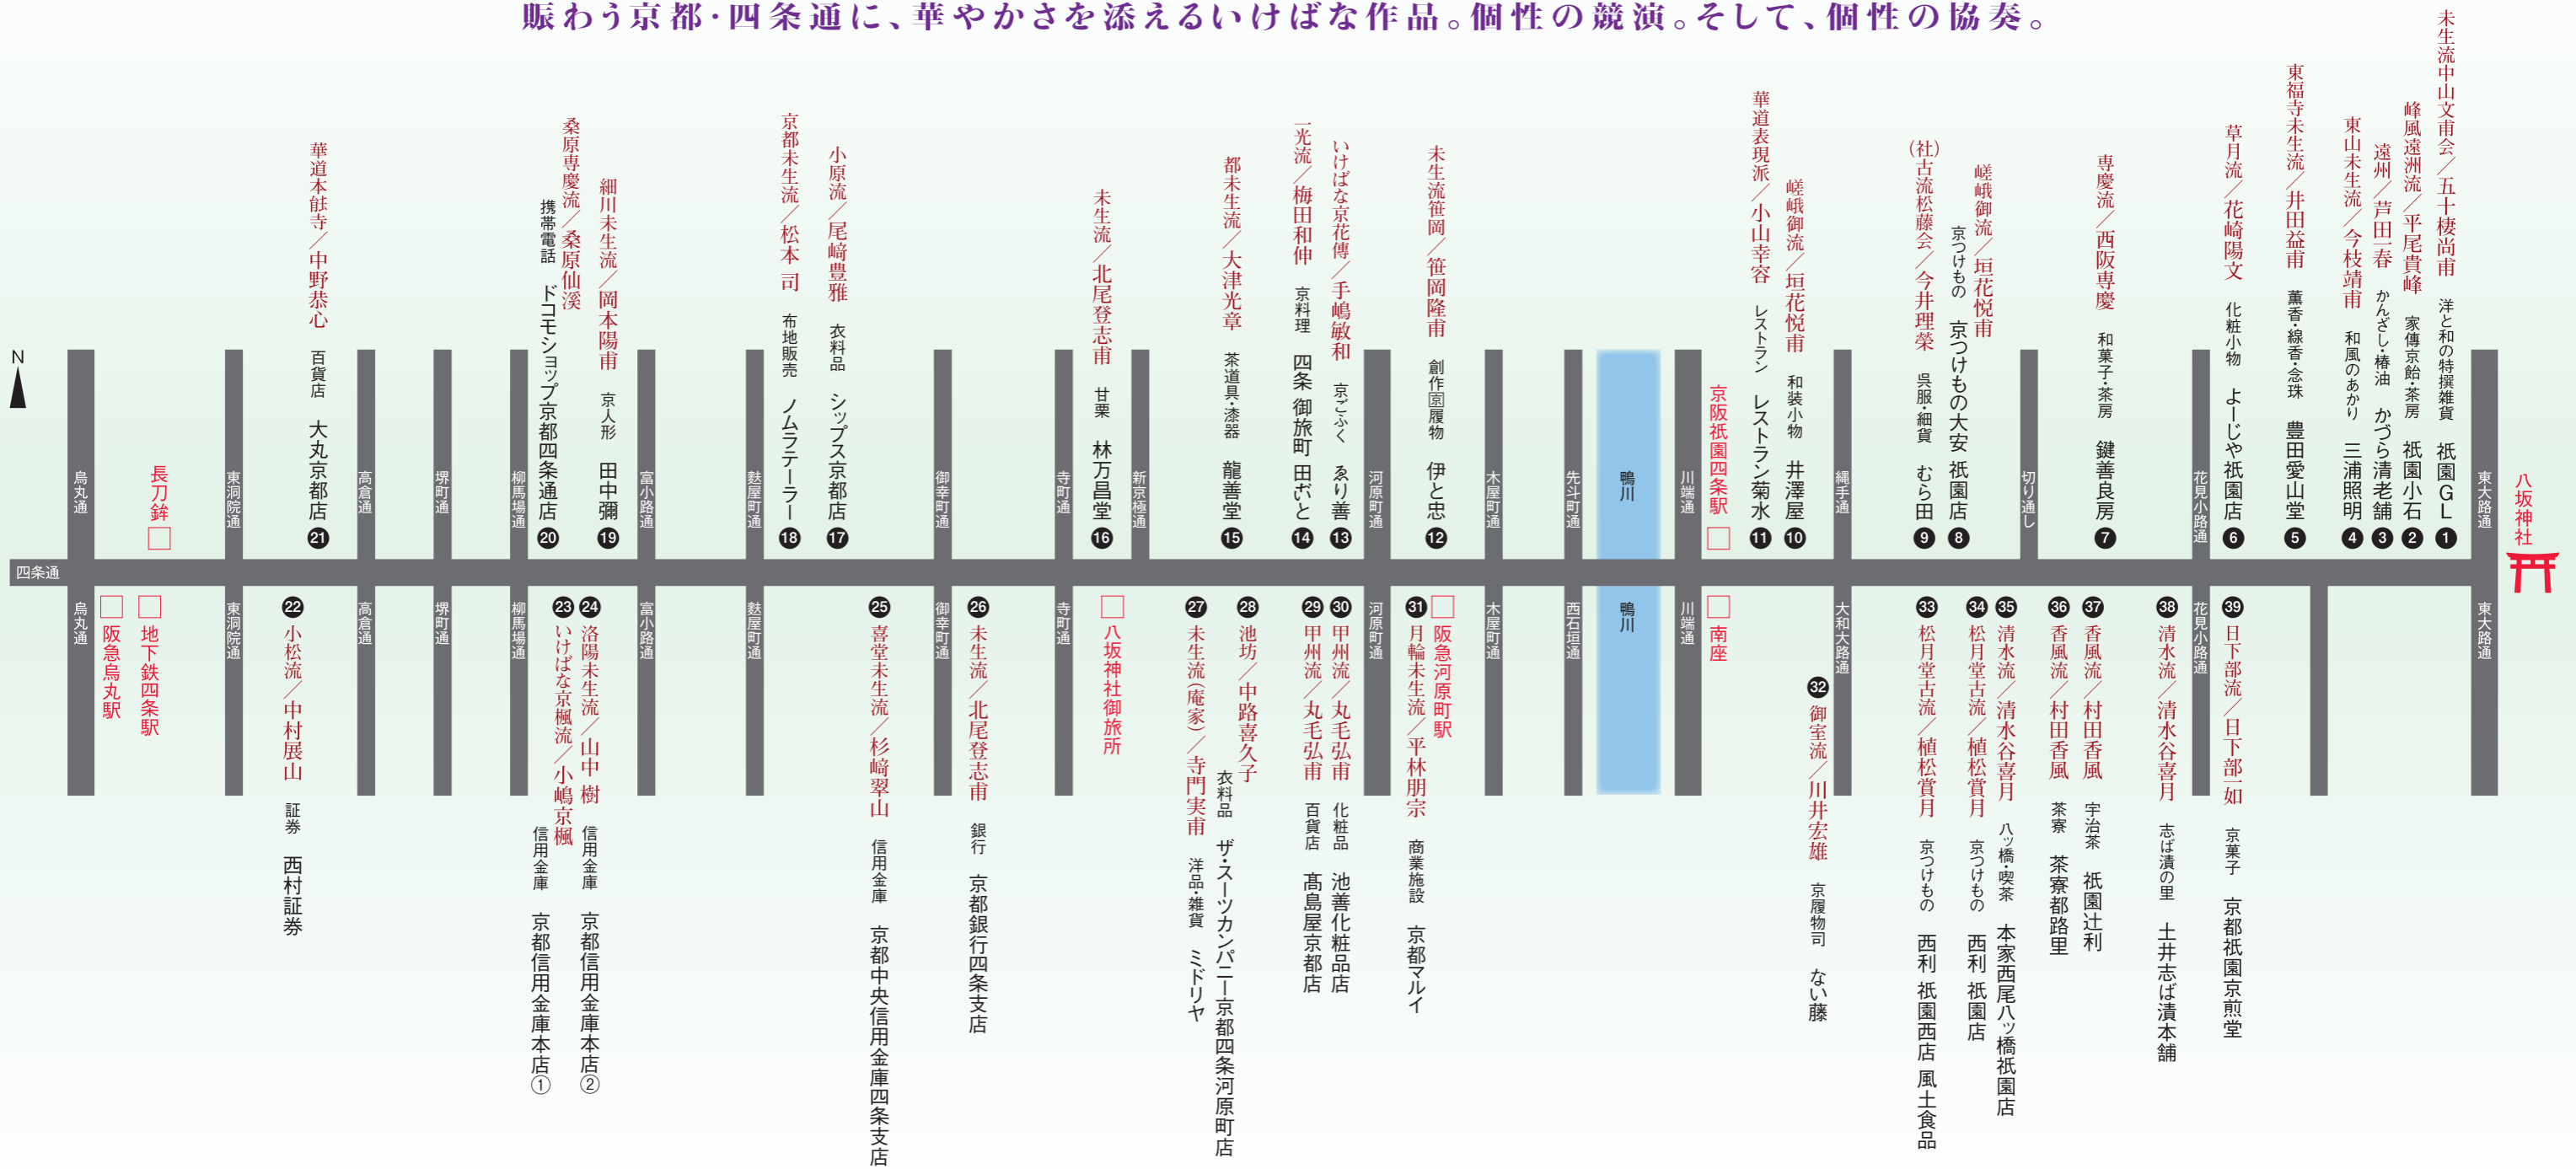 賑わう京都・四条通に、華やかさを添えるいけばな作品。個性の競演。そして、個性の協奏。
八坂神社
東大路通
東大路通
未生流中山文甫会／五十棲尚甫 洋と和の特撰雑貨 祇園ＧＬ ❶
峰風遠洲流／平尾貴峰 家傳京飴・茶房 祇園小石 ❷
遠州／芦田一春 かんざし・椿油 かづら清老舗 ❸
東山未生流／今枝靖甫 和風のあかり 三浦照明 ❹
東福寺未生流／井田益甫 薫香・線香・念珠 豊田愛山堂 ❺
草月流／花崎陽文 化粧小物 よーじや祇園店 ❻
花見小路通
専慶流／西阪専慶 和菓子・茶房 鍵善良房 ❼
切り通し
嵯峨御流／垣花悦甫
京つけもの 京つけもの大安 祇園店 ❽
（社）古流松藤会／今井理榮 呉服・細貨 むら田 ❾
縄手通
嵯峨御流／垣花悦甫 和装小物 井澤屋 ❿
華道表現派／小山幸容 レストラン レストラン菊水 ⓫
京阪祇園四条駅
川端通
鴨川
先斗町通
木屋町通
未生流笹岡／笹岡隆甫 創作京履物 伊と忠 ⓬
河原町通
いけばな京花傳／手嶋敏和 京ごふく ゑり善 ⓭
一光流／梅田和伸 京料理 四条 御旅町 田ごと ⓮
都未生流／大津光章 茶道具・漆器 龍善堂 ⓯
新京極通
未生流／北尾登志甫 甘栗 林万昌堂 ⓰
寺町通
御幸町通
小原流／尾﨑豊雅 衣料品 シップス京都店 ⓱
京都未生流／松本 司 布地販売 ノムラテーラー ⓲
麩屋町通
富小路通
細川未生流／岡本陽甫 京人形 田中彌 ⓳
桑原専慶流／桑原仙溪
携帯電話 ドコモショップ京都四条通店 ⓴
柳馬場通
堺町通
高倉通
華道本能寺／中野恭心 百貨店 大丸京都店 ㉑
東洞院通
長刀鉾
烏丸通
N
四条通
烏丸通
阪急烏丸駅
地下鉄四条駅
東洞院通
㉒ 小松流／中村展山 証券 西村証券
高倉通
堺町通
柳馬場通
㉓ いけばな京楓流／小嶋京楓
信用金庫 京都信用金庫本店①
㉔ 洛陽未生流／山中 樹 信用金庫 京都信用金庫本店②
富小路通
麩屋町通
㉕ 喜堂未生流／杉﨑翠山 信用金庫 京都中央信用金庫四条支店
御幸町通
㉖ 未生流／北尾登志甫 銀行 京都銀行四条支店
寺町通
八坂神社御旅所
㉗ 未生流（庵家）／寺門実甫 洋品・雑貨 ミドリヤ
㉘ 池坊／中路喜久子
衣料品 ザ・スーツカンパニー京都四条河原町店
㉙ 甲州流／丸毛弘甫 百貨店 髙島屋京都店
㉚ 甲州流／丸毛弘甫 化粧品 池善化粧品店
河原町通
㉛ 月輪未生流／平林朋宗 商業施設 京都マルイ
阪急河原町駅
木屋町通
西石垣通
鴨川
川端通
南座
㉜ 御室流／川井宏雄 京履物司 ない藤
大和大路通
㉝ 松月堂古流／植松賞月 京つけもの 西利 祇園西店 風土食品
㉞ 松月堂古流／植松賞月 京つけもの 西利 祇園店
㉟ 清水流／清水谷喜月 八ッ橋・喫茶 本家西尾八ッ橋祇園店
㊱ 香風流／村田香風 茶寮 茶寮都路里
㊲ 香風流／村田香風 宇治茶 祇園辻利
㊳ 清水流／清水谷喜月 志ば漬の里 土井志ば漬本舗
花見小路通
㊴ 日下部流／日下部一如 京菓子 京都祇園京煎堂